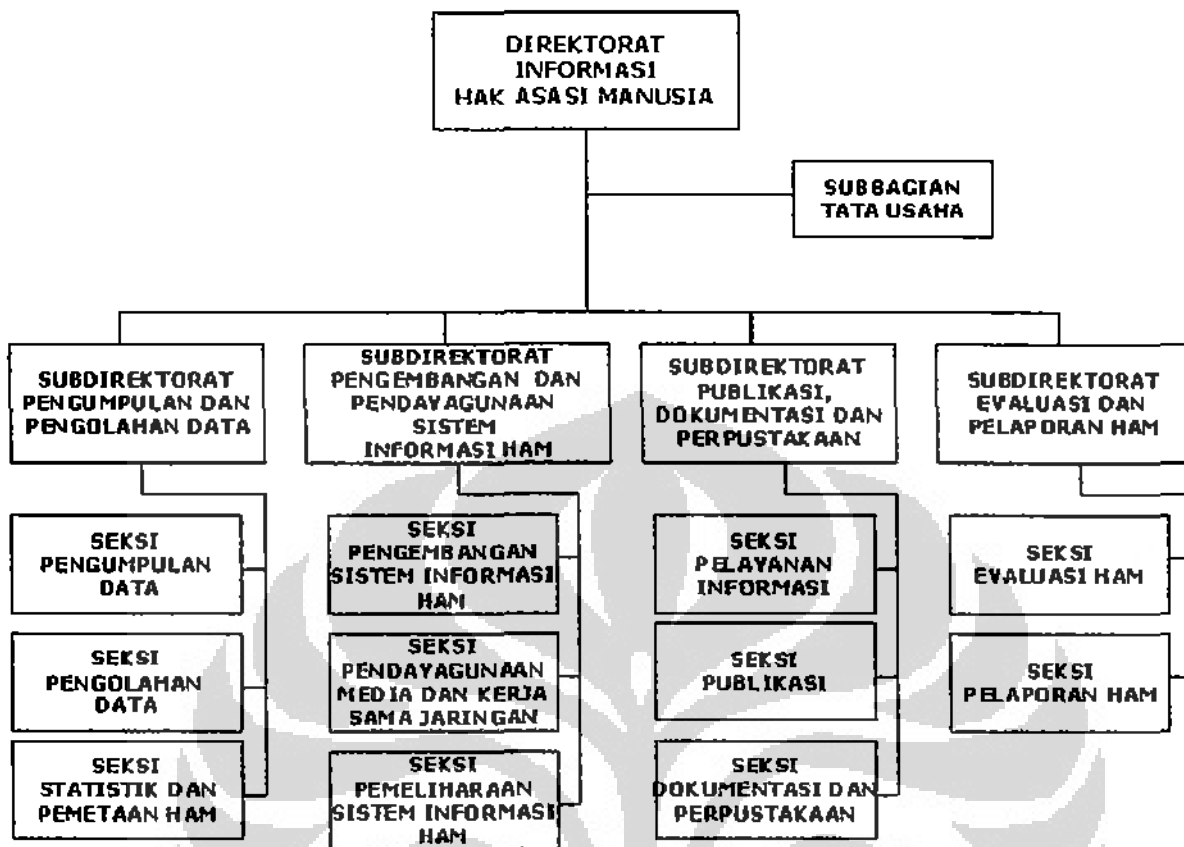 DIREKTORAT
INFORMASI
HAK ASASI MANUSIA
SUBBAGIAN
TATA USAHA
SUBDIREKTORAT
PENGUMPULAN DAN
PENGOLAHAN DATA
SUBDIREKTORAT
PENGEMBANGAN DAN
PENDAYAGUNAAN
SISTEM
INFORMASI HAM
SUBDIREKTORAT
PUBLIKASI,
DOKUMENTASI DAN
PERPUSTAKAAN
SUBDIREKTORAT
EVALUASI DAN
PELAPORAN HAM
SEKSI
PENGUMPULAN
DATA
SEKSI
PENGOLAHAN
DATA
SEKSI
STATISTIK DAN
PEMETAAN HAM
SEKSI
PENGEMBANGAN
SISTEM INFORMASI
HAM
SEKSI
PENDAYAGUNAAN
MEDIA DAN KERJA
SAMA JARINGAN
SEKSI
PEMELIHARAAN
SISTEM INFORMASI
HAM
SEKSI
PELAYANAN
INFORMASI
SEKSI
PUBLIKASI
SEKSI
DOKUMENTASI DAN
PERPUSTAKAAN
SEKSI
EVALUASI HAM
SEKSI
PELAPORAN HAM